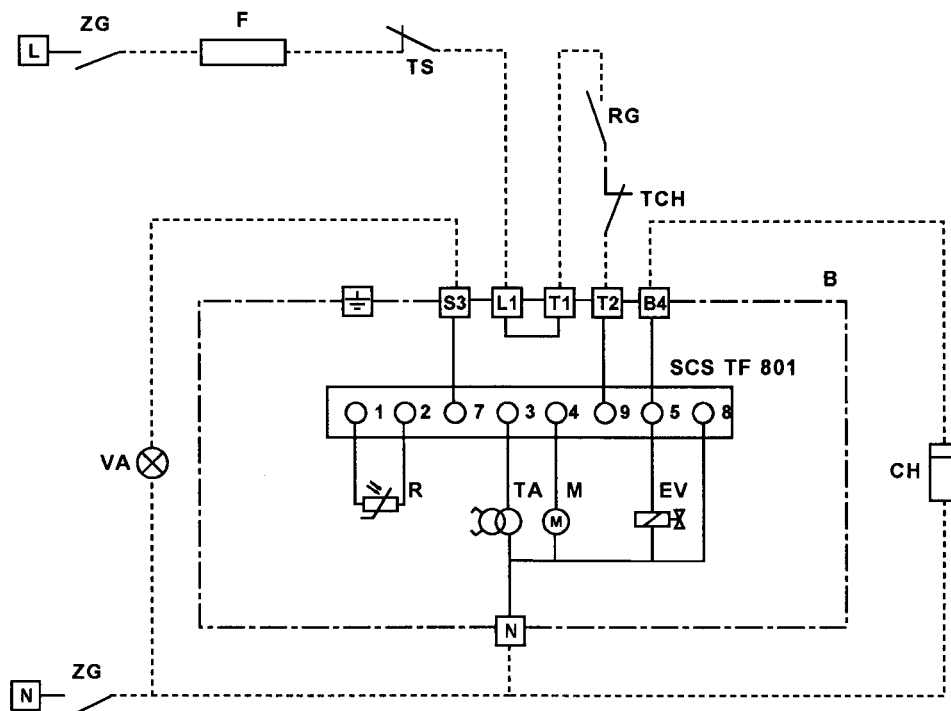 ZG F
L TS
RG
TCH
B
S3 L1 T1 T2 B4
SCS TF 801
1 2 7 3 4 9 5 8
VA R TA M EV CH
M
N
ZG
N